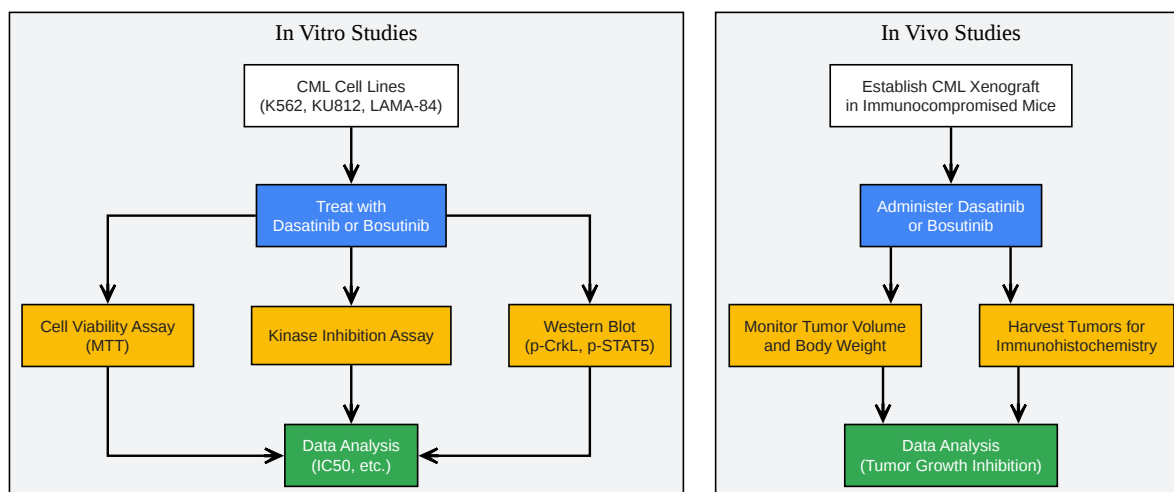 In Vitro Studies
CML Cell Lines
(K562, KU812, LAMA-84)
Treat with
Dasatinib or Bosutinib
Cell Viability Assay
(MTT)
Kinase Inhibition Assay
Western Blot
(p-CrkL, p-STAT5)
Data Analysis
(IC50, etc.)
In Vivo Studies
Establish CML Xenograft
in Immunocompromised Mice
Administer Dasatinib
or Bosutinib
Monitor Tumor Volume
and Body Weight
Harvest Tumors for
Immunohistochemistry
Data Analysis
(Tumor Growth Inhibition)